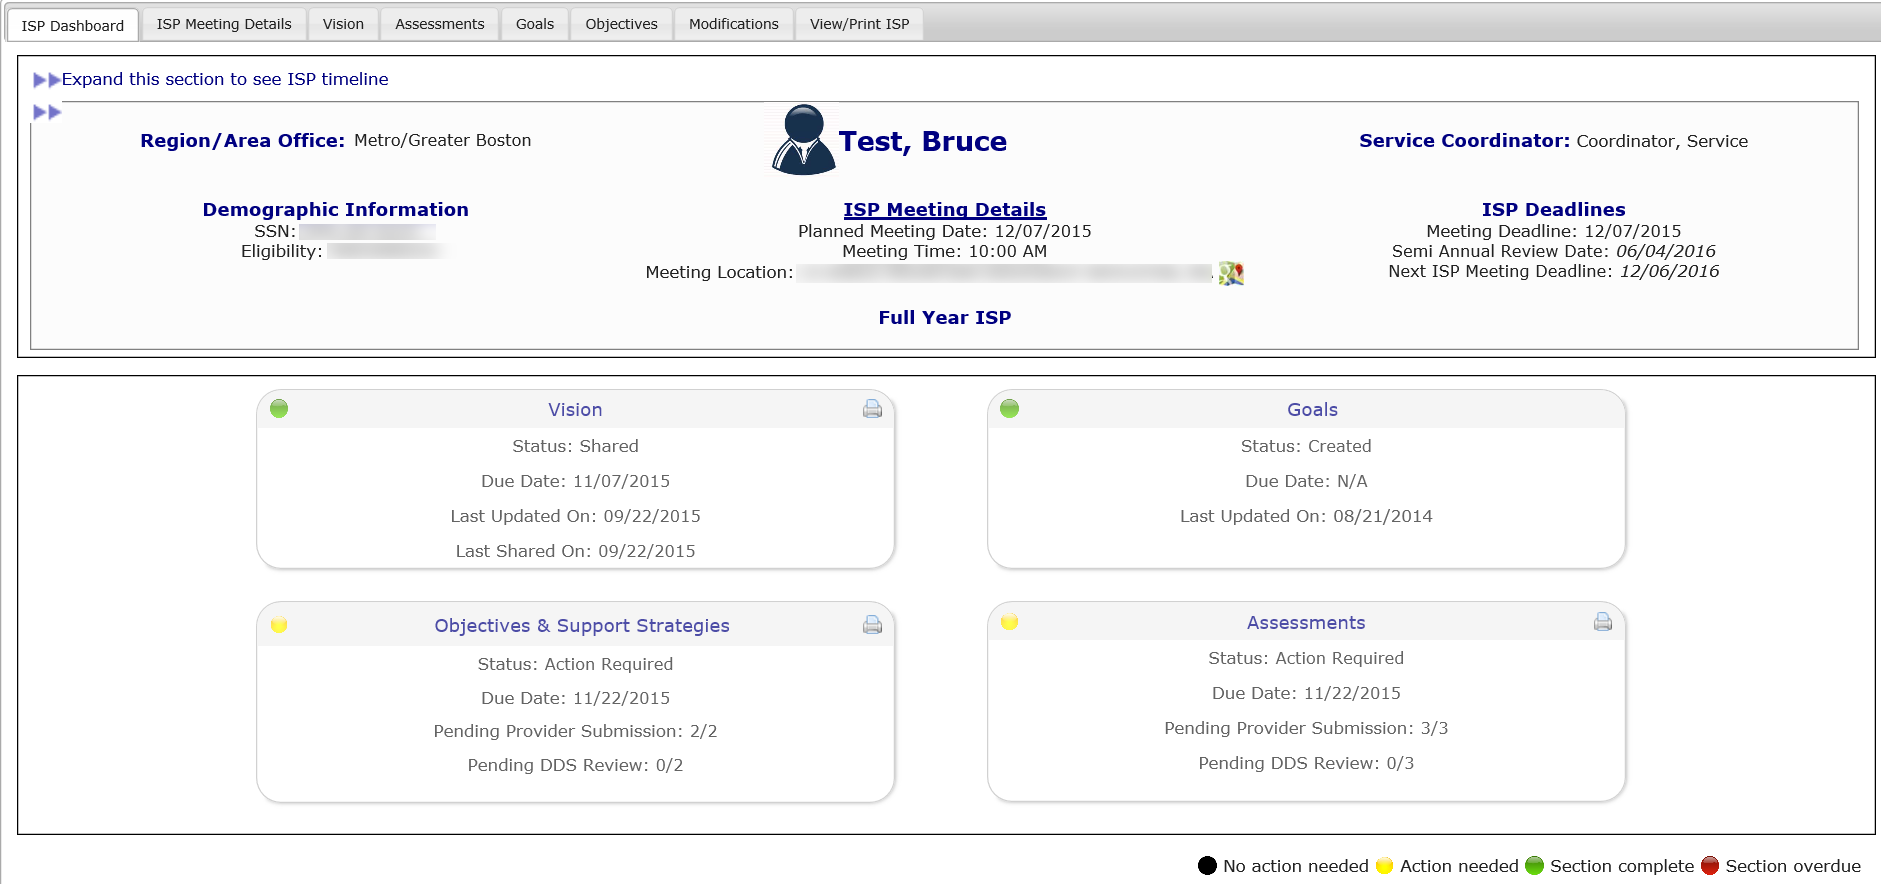 ISP Dashboard ISP Meeting Details Vision Assessments Goals Objectives Modifications View/Print ISP
Expand this section to see ISP timeline
Region/Area Office: Metro/Greater Boston
Test, Bruce
Service Coordinator: Coordinator, Service
Demographic Information
SSN:
Eligibility:
ISP Meeting Details
Planned Meeting Date: 12/07/2015
Meeting Time: 10:00 AM
Meeting Location:
Full Year ISP
ISP Deadlines
Meeting Deadline: 12/07/2015
Semi Annual Review Date: 06/04/2016
Next ISP Meeting Deadline: 12/06/2016
Vision
Status: Shared
Due Date: 11/07/2015
Last Updated On: 09/22/2015
Last Shared On: 09/22/2015
Goals
Status: Created
Due Date: N/A
Last Updated On: 08/21/2014
Objectives & Support Strategies
Status: Action Required
Due Date: 11/22/2015
Pending Provider Submission: 2/2
Pending DDS Review: 0/2
Assessments
Status: Action Required
Due Date: 11/22/2015
Pending Provider Submission: 3/3
Pending DDS Review: 0/3
No action needed Action needed Section complete Section overdue